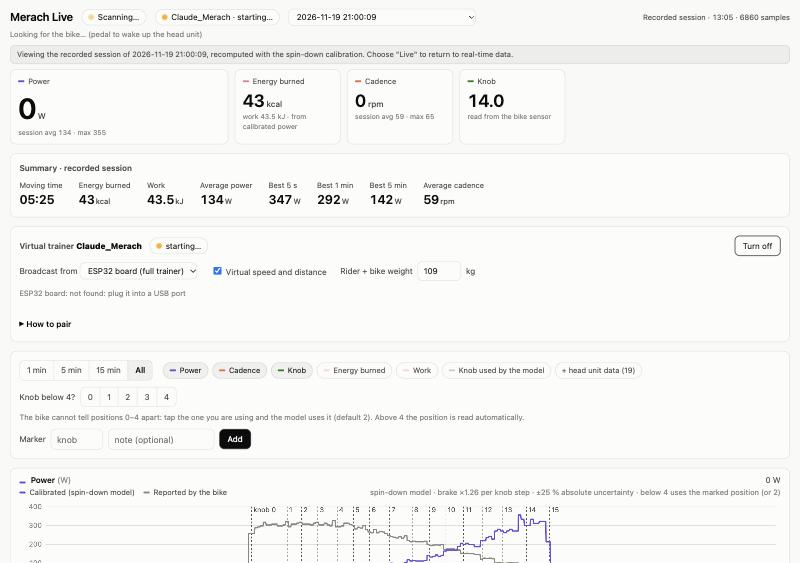 Merach Live Scanning... Claude_Merach · starting... 2026-11-19 21:00:09 Recorded session · 13:05 · 6860 samples
Looking for the bike... (pedal to wake up the head unit)
Viewing the recorded session of 2026-11-19 21:00:09, recomputed with the spin-down calibration. Choose "Live" to return to real-time data.
Power
0 W
session avg 134 · max 355
Energy burned
43 kcal
work 43.5 kJ · from
calibrated power
Cadence
0 rpm
session avg 59 · max 65
Knob
14.0
read from the bike sensor
Summary · recorded session
Moving time Energy burned Work Average power Best 5 s Best 1 min Best 5 min Average cadence
05:25 43 kcal 43.5 kJ 134 W 347 W 292 W 142 W 59 rpm
Virtual trainer Claude_Merach starting... Turn off
Broadcast from ESP32 board (full trainer) Virtual speed and distance Rider + bike weight 109 kg
ESP32 board: not found: plug it into a USB port
How to pair
1 min 5 min 15 min All Power Cadence Knob Energy burned Work Knob used by the model + head unit data (19)
Knob below 4? 0 1 2 3 4
The bike cannot tell positions 0–4 apart: tap the one you are using and the model uses it (default 2). Above 4 the position is read automatically.
Marker knob note (optional) Add
Power (W) 0 W
Calibrated (spin-down model) Reported by the bike spin-down model · brake ×1.26 per knob step · ±25 % absolute uncertainty · below 4 uses the marked position (or 2)
400 knob 0 1 2 3 4 5 6 7 8 9 10 11 12 13 14 15
300
200
100